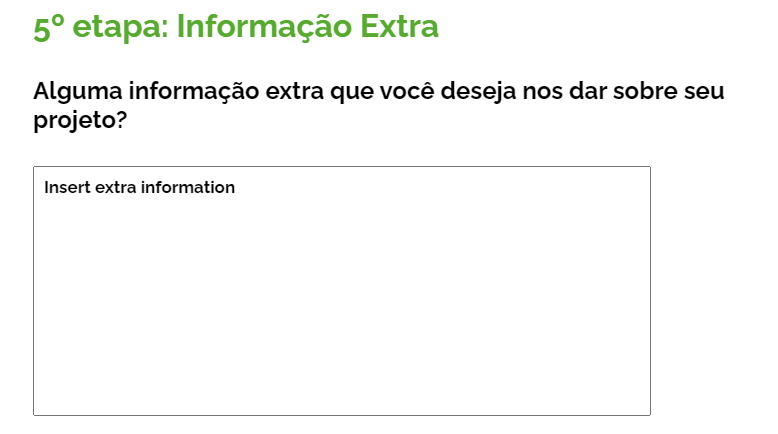 5º etapa: Informação Extra
Alguma informação extra que você deseja nos dar sobre seu
projeto?
Insert extra information